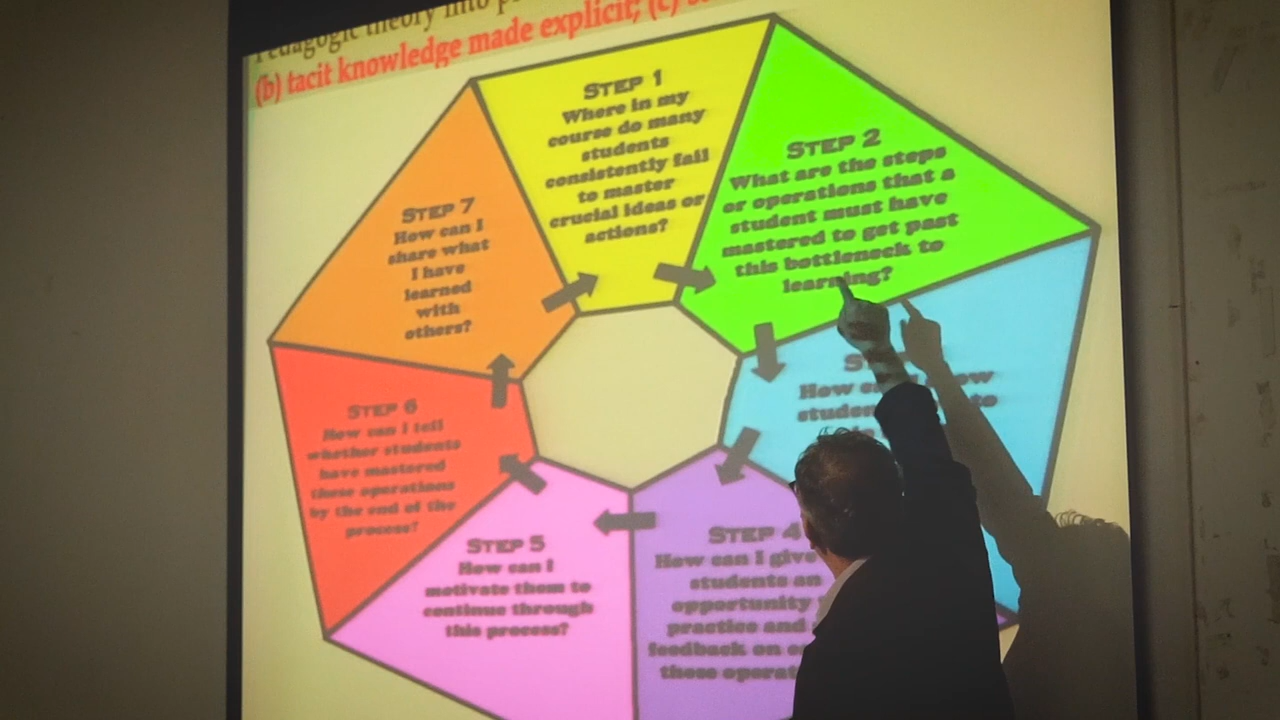 Pedagogic theory into
(b) tacit knowledge made explicit; (c)
STEP 1
Where in my
course do many
students
consistently fail
to master
crucial ideas or
actions?
STEP 2
What are the steps
or operations that a
student must have
mastered to get past
this bottleneck to
learning?
How
student to
STEP 4
How can I give
students an
opportunity
practice and
feedback on
these
STEP 5
How can I
motivate them to
continue through
this process?
STEP 6
How can I tell
whether students
have mastered
these operations
by the end of the
process?
STEP 7
How can I
share what
I have
learned
with
others?